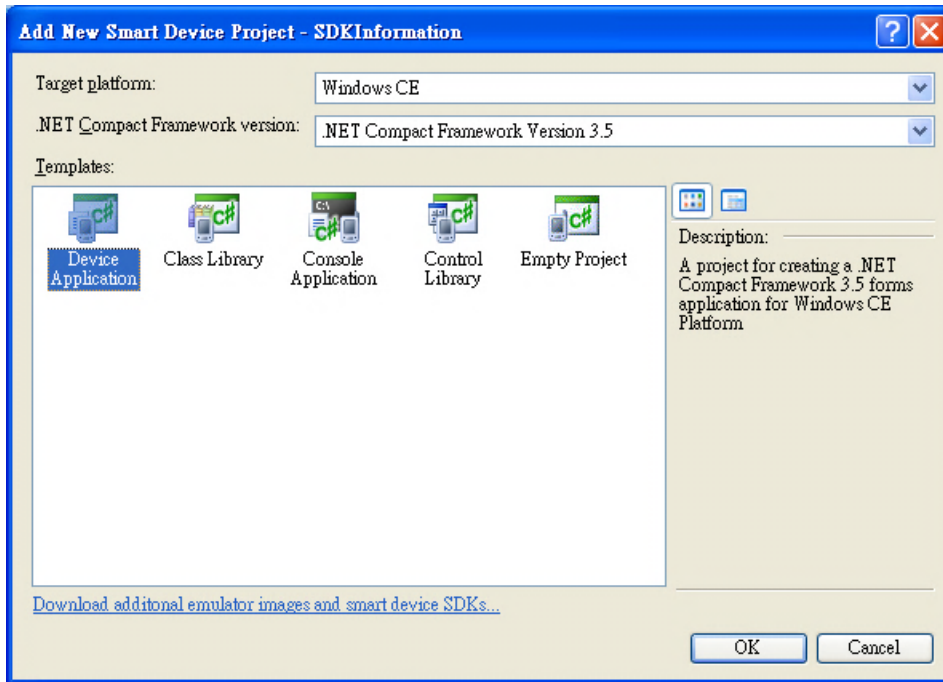 Add New Smart Device Project - SDKInformation
Target platform:
Windows CE
.NET Compact Framework version:
.NET Compact Framework Version 3.5
Templates:
Device
Application
Class Library
Console
Application
Control
Library
Empty Project
Description:
A project for creating a .NET
Compact Framework 3.5 forms
application for Windows CE
Platform
Download additonal emulator images and smart device SDKs...
OK
Cancel